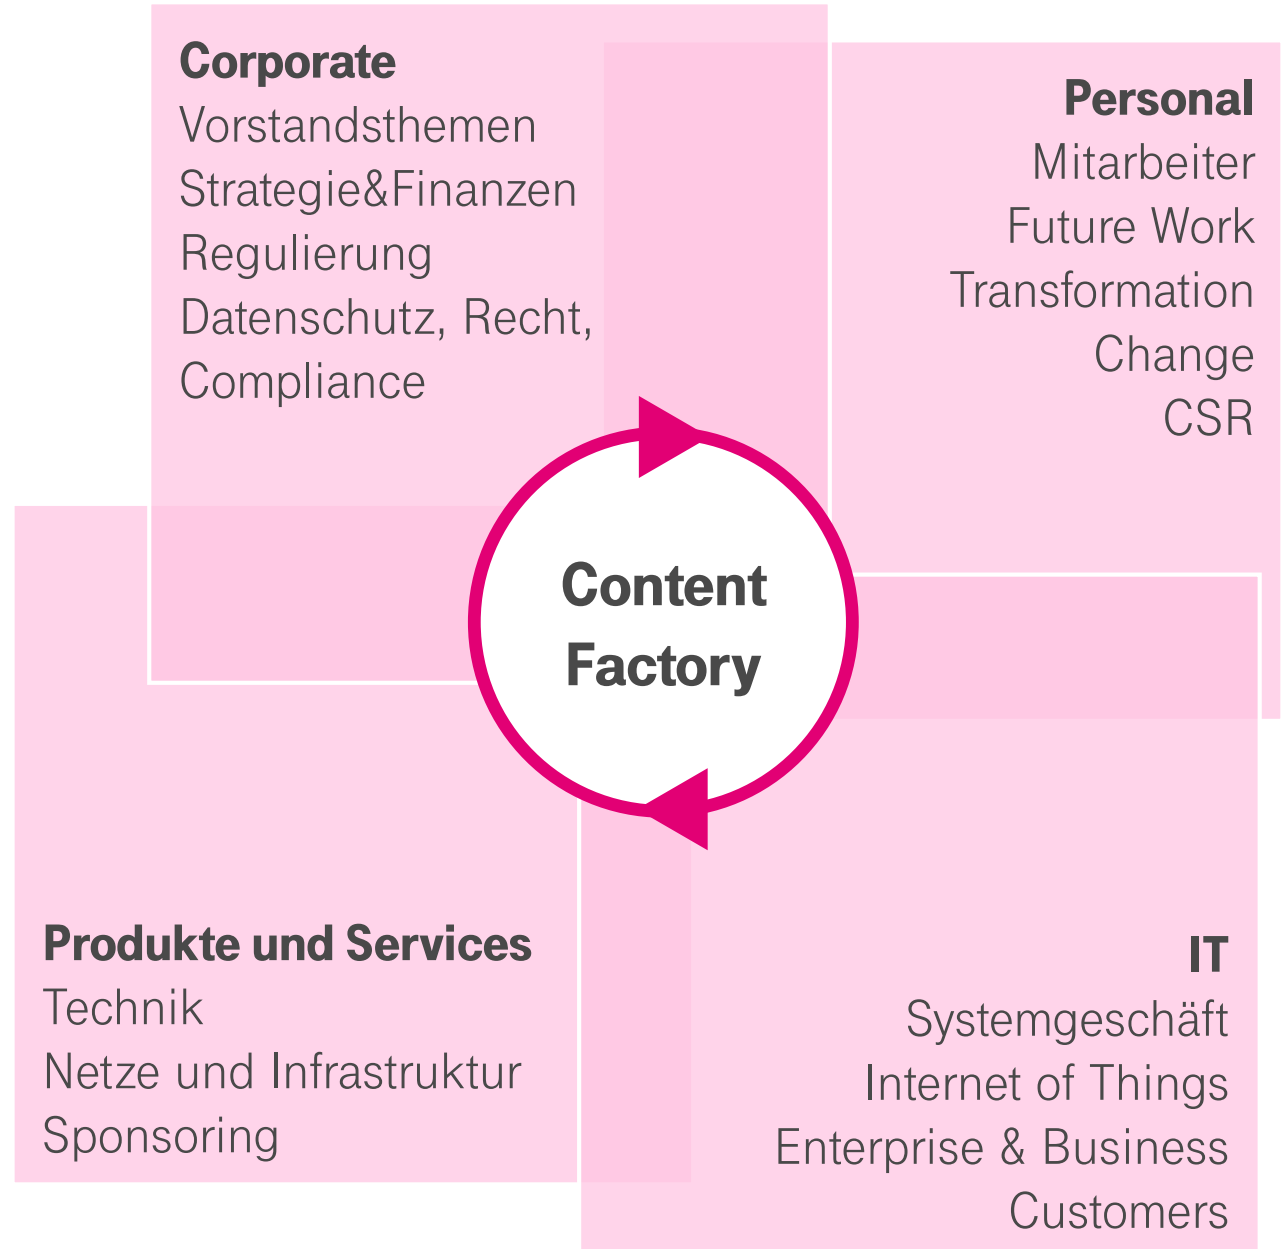 Corporate
Vorstandsthemen
Strategie&Finanzen
Regulierung
Datenschutz, Recht,
Compliance
Personal
Mitarbeiter
Future Work
Transformation
Change
CSR
Content
Factory
Produkte und Services
Technik
Netze und Infrastruktur
Sponsoring
IT
Systemgeschäft
Internet of Things
Enterprise & Business
Customers